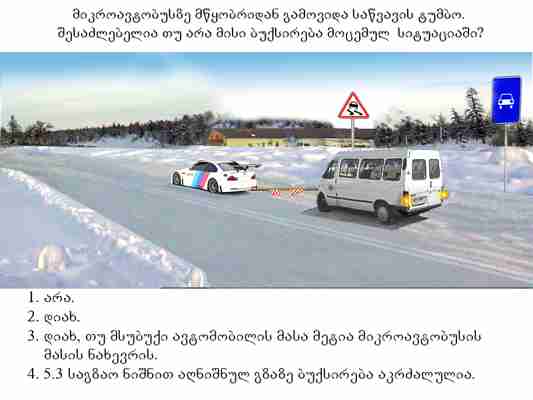 მიკროავტობუსზე მწყობრიდან გამოვიდა საწვავის ტუმბო.
შესაძლებელია თუ არა მისი ბუქსირება მოცემულ სიტუაციაში?
1. არა.
2. დიახ.
3. დიახ, თუ მსუბუქი ავტომობილის მასა მეტია მიკროავტობუსის
მასის ნახევრის.
4. 5.3 საგზაო ნიშნით აღნიშნულ გზაზე ბუქსირება აკრძალულია.